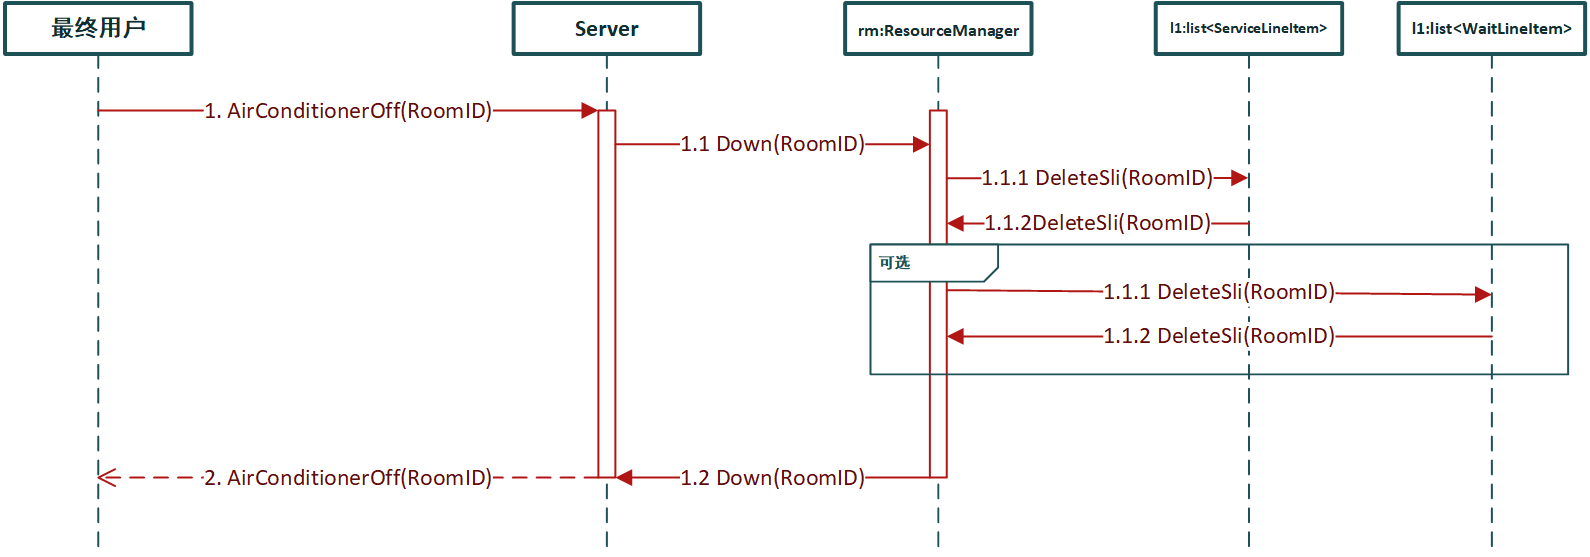 最终用户
Server
rm:ResourceManager
l1:list<ServiceLineItem>
l1:list<WaitLineItem>
1. AirConditionerOff(RoomID)
1.1 Down(RoomID)
1.1.1 DeleteSli(RoomID)
1.1.2DeleteSli(RoomID)
可选
1.1.1 DeleteSli(RoomID)
1.1.2 DeleteSli(RoomID)
2. AirConditionerOff(RoomID)
1.2 Down(RoomID)